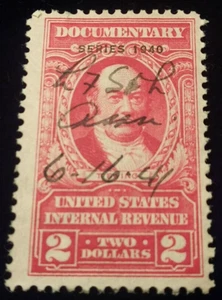 DOCUMENTARY
SERIES 1940
6-16-41
UNITED STATES
INTERNAL REVENUE
2 TWO DOLLARS 2